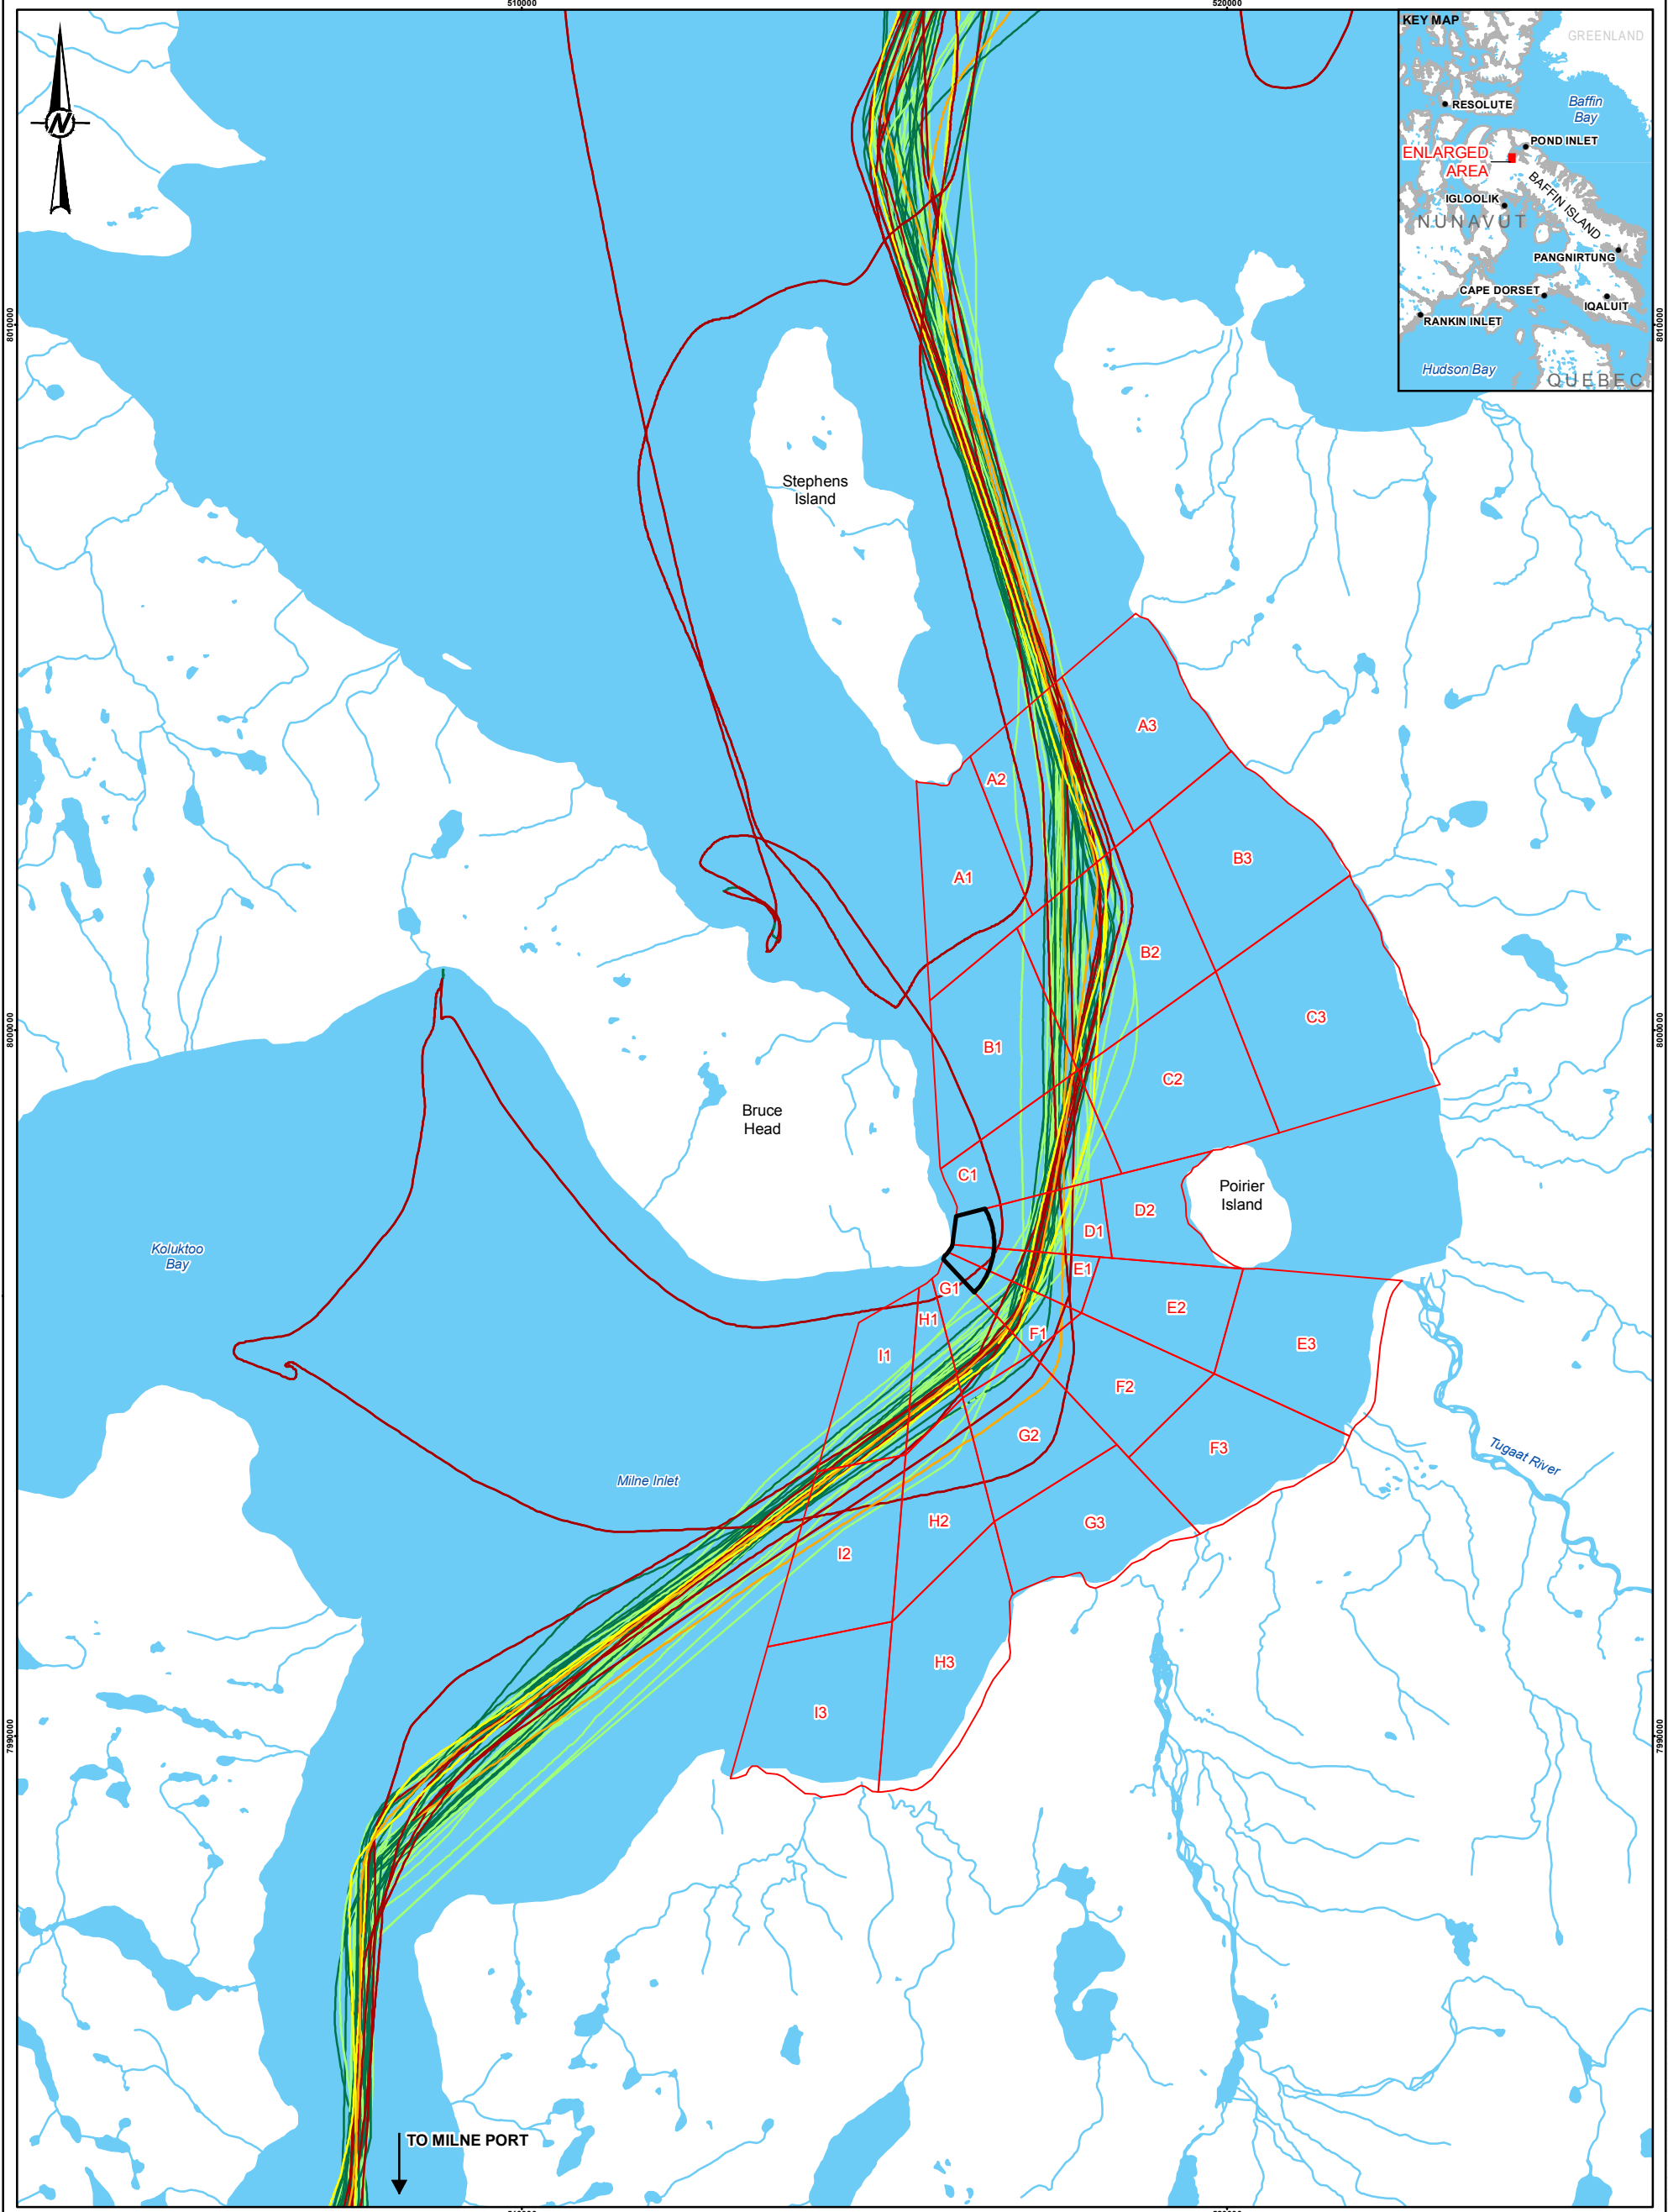 510000
520000
KEY MAP
GREENLAND
Baffin
Bay
RESOLUTE
POND INLET
ENLARGED
AREA
BAFFIN ISLAND
IGLOOLIK
NUNAVUT
PANGNIRTUNG
CAPE DORSET
IQALUIT
RANKIN INLET
Hudson Bay
QUEBEC
N
8010000
8010000
Stephens
Island
A3
A2
A1
B3
B2
B1
C3
C2
C1
8000000
8000000
Bruce
Head
Poirier
Island
D2
D1
Koluktoo
Bay
E1
G1
E2
H1
F1
E3
I1
F2
G2
F3
Tugaat River
Milne Inlet
H2
G3
I2
H3
I3
7990000
7990000
TO MILNE PORT